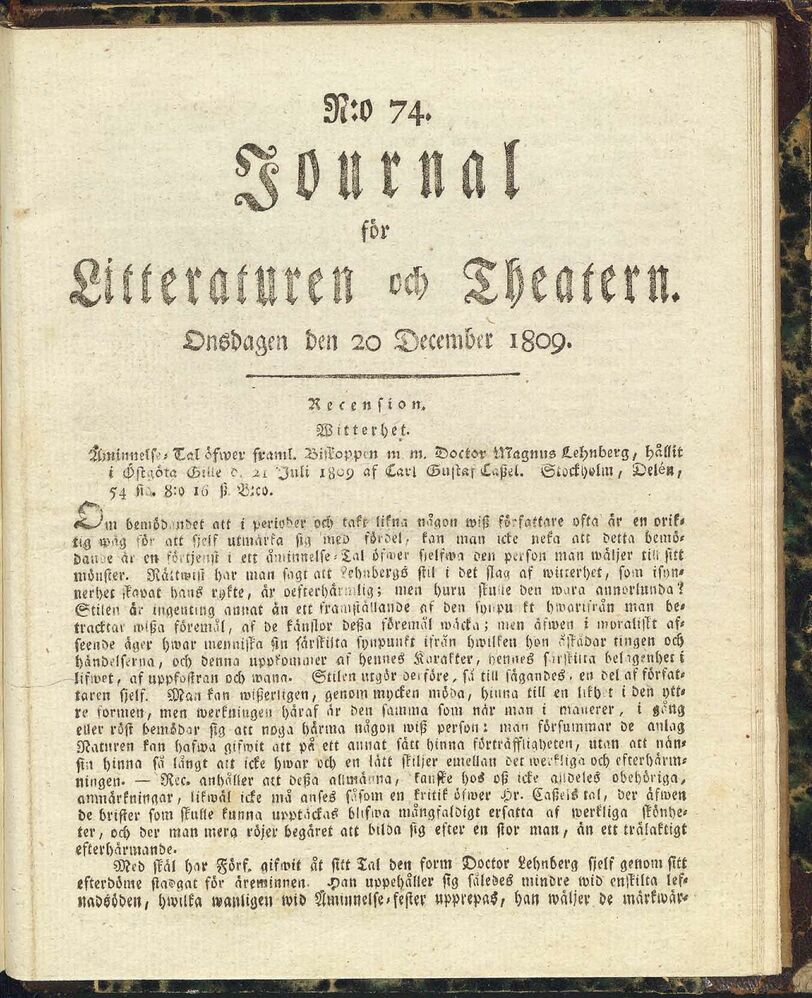 N:o 74.
Journal
för
Litteraturen och Theatern.
Onsdagen den 20 December 1809.
Recension.
Witterhet.
Åminnelse-Tal öfwer framl. Biskoppen m. m. Doctor Magnus Lehnberg, hållit
i Östgöta Gille d. 21 Juli 1809 af Carl Gustaf Caßel. Stockholm, Delén,
54 sid. 8:o 16 ß. B:co.
Om bemödandet att i perioder och takt likna någon wiß författare ofta är en orik-
tig wäg för att sjelf utmärka sig med fördel, kan man icke neka att detta bemö-
dande är en förtjenst i ett åminnelse-Tal öfwer sjelfwa den person man wäljer till sitt
mönster. Rättwist har man sagt att Lehnbergs stil i det slag af witterhet, som isyn-
nerhet skapat hans rykte, är oefterhärmlig; men huru skulle den wara annorlunda?
Stilen är ingenting annat än ett framställande af den synpunkt hwarifrån man be-
tracktar wißa föremål, af de känslor deßa föremål wäcka; men äfwen i moraliskt af-
seende äger hwar menniska sin särskilta synpunkt ifrån hwilken hon åskådar tingen och
händelserna, och denna uppkommer af hennes Karakter, hennes särskilta belägenhet i
lifwet, af uppfostran och wana. Stilen utgör derföre, så till sägandes, en del af förfat-
taren sjelf. Man kan wißerligen, genom mycken möda, hinna till en likhet i den ytt-
re formen, men werkningen häraf är den samma som när man i manerer, i gång
eller röst bemödar sig att noga härma någon wiß person: man försummar de anlag
Naturen kan hafwa gifwit att på ett annat sätt hinna förträffligheten, utan att nån-
sin hinna så långt att icke hwar och en lätt skiljer emellan det werkliga och efterhärm-
ningen. — Rec. anhåller att deßa allmänna, kanske hos oß icke alldeles obehöriga,
anmärkningar, likwäl icke må anses såsom en kritik öfwer Hr. Caßels tal, der äfwen
de brister som skulle kunna upptäckas blifwa mångfaldigt ersatta af werkliga skönhe-
ter, och der man mera röjer begäret att bilda sig efter en stor man, än ett trälaktigt
efterhärmande.
Med skäl har Förf. gifwit åt sitt Tal den form Doctor Lehnberg sjelf genom sitt
efterdöme stadgat för äreminnen. Han uppehåller sig således mindre wid enskilta lef-
nadsöden, hwilka wanligen wid Åminnelse-fester upprepas, han wäljer de märkwär-